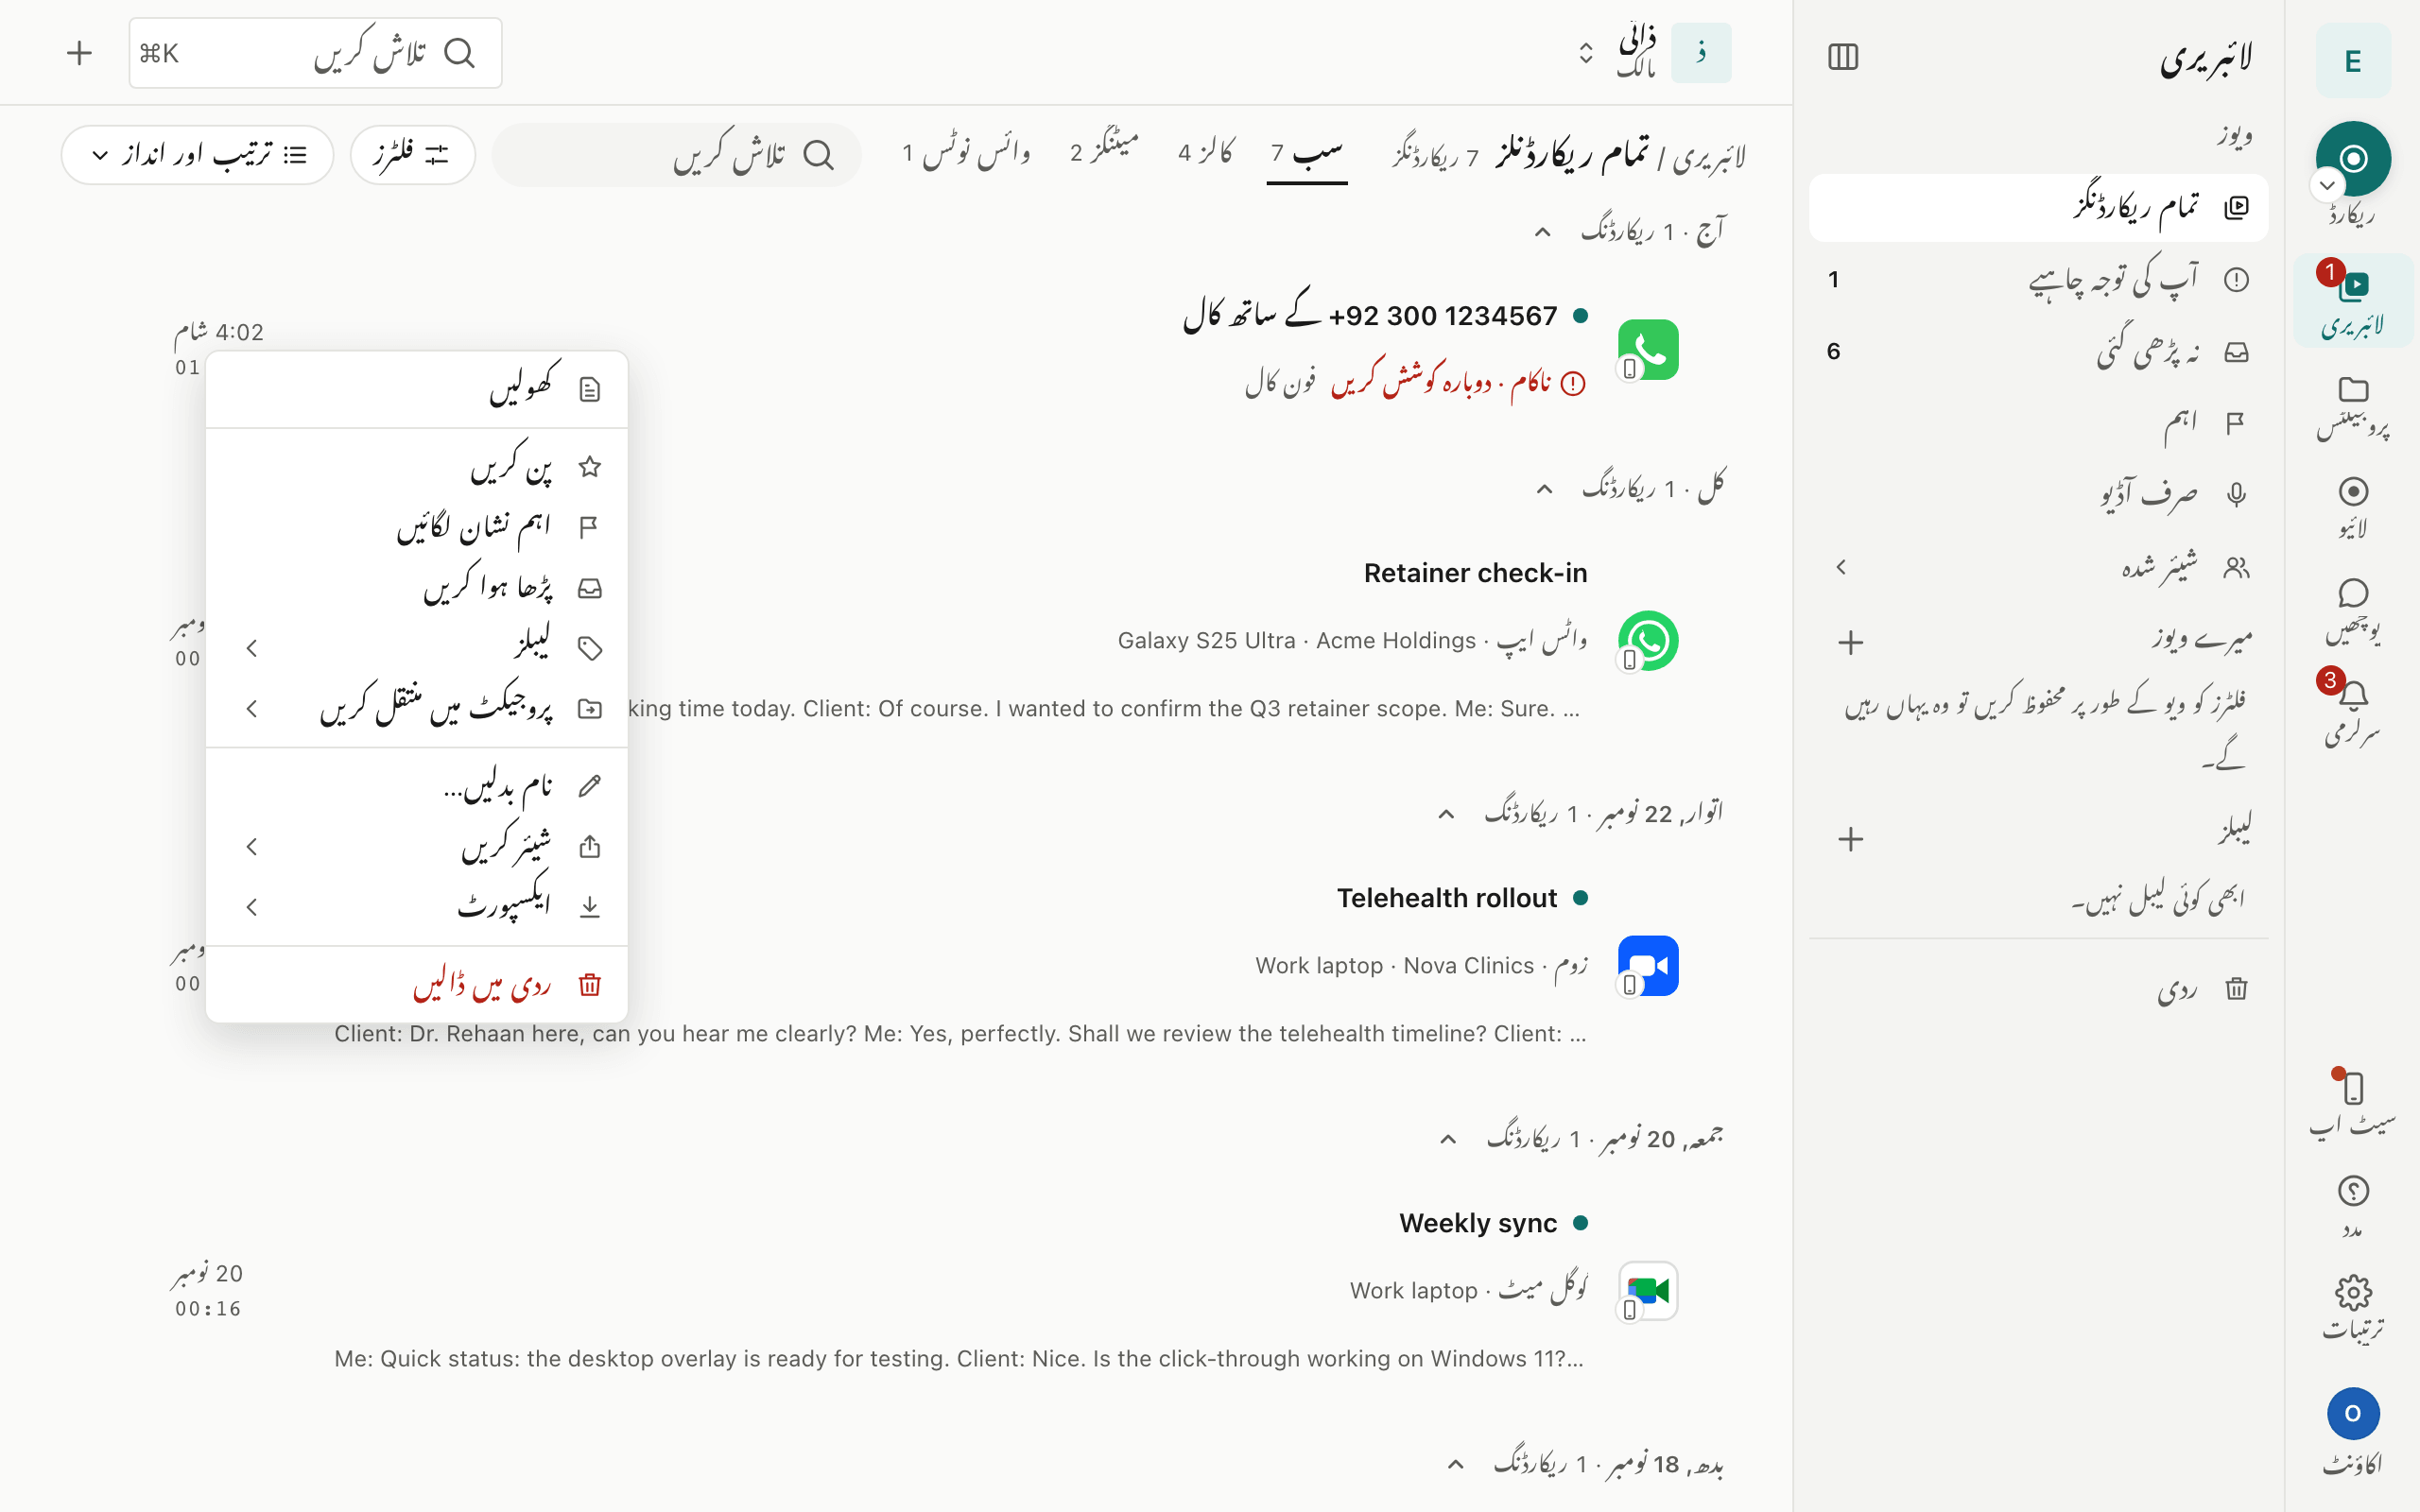 E
ریکارڈ
1
لائبریری
پروجیکٹس
لائیو
پوچھیں
3
سرگرمی
سیٹ اپ
مدد
ترتیبات
O
اکاؤنٹ
لائبریری
ویوز
تمام ریکارڈنگز
آپ کی توجہ چاہیے 1
نہ پڑھی گئی 6
اہم
صرف آڈیو
شیئر شدہ
میرے ویوز
فلٹرز کو ویو کے طور پر محفوظ کریں تو وہ یہاں رہیں
گے۔
لیبلز
ابھی کوئی لیبل نہیں۔
ردی
ذ
ذاتی
مالک
تلاش کریں ⌘K
لائبریری / تمام ریکارڈنگز 7 ریکارڈنگز
سب 7 کالز 4 میٹنگز 2 وائس نوٹس 1
تلاش کریں
فلٹرز
ترتیب اور انداز
آج · 1 ریکارڈنگ
+92 300 1234567 کے ساتھ کال
ناکام · دوبارہ کوشش کریں فون کال
4:02 شام
01
کل · 1 ریکارڈنگ
Retainer check-in
واٹس ایپ · Galaxy S25 Ultra · Acme Holdings
king time today. Client: Of course. I wanted to confirm the Q3 retainer scope. Me: Sure. ...
00
اتوار, 22 نومبر · 1 ریکارڈنگ
Telehealth rollout
زوم · Work laptop · Nova Clinics
Client: Dr. Rehaan here, can you hear me clearly? Me: Yes, perfectly. Shall we review the telehealth timeline? Client: ...
00
جمعہ, 20 نومبر · 1 ریکارڈنگ
Weekly sync
گوگل میٹ · Work laptop
Me: Quick status: the desktop overlay is ready for testing. Client: Nice. Is the click-through working on Windows 11?...
20 نومبر
00:16
بدھ, 18 نومبر · 1 ریکارڈنگ
کھولیں
پن کریں
اہم نشان لگائیں
پڑھا ہوا کریں
لیبلز
پروجیکٹ میں منتقل کریں
نام بدلیں...
شیئر کریں
ایکسپورٹ
ردی میں ڈالیں